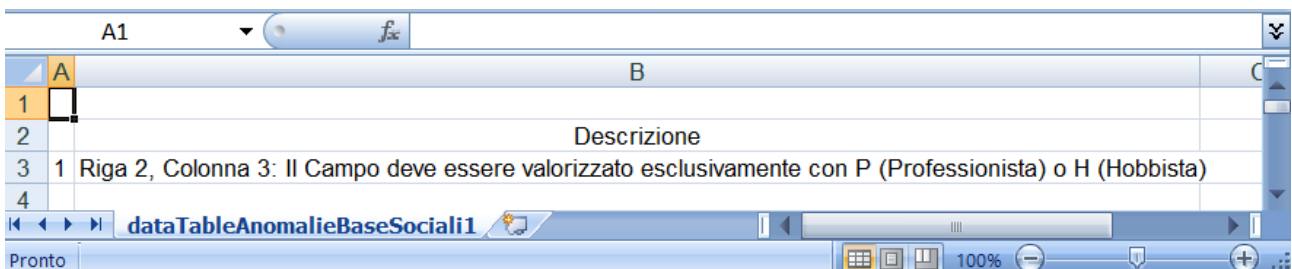 A1 fx
A B C
1
2 Descrizione
3 1 Riga 2, Colonna 3: Il Campo deve essere valorizzato esclusivamente con P (Professionista) o H (Hobbista)
4
dataTableAnomalieBaseSociali1
Pronto 100%